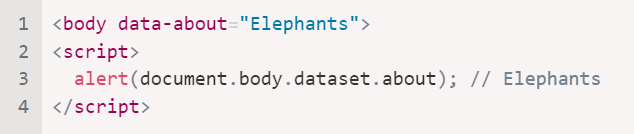 1 <body data-about="Elephants">
2 <script>
3   alert(document.body.dataset.about); // Elephants
4 </script>